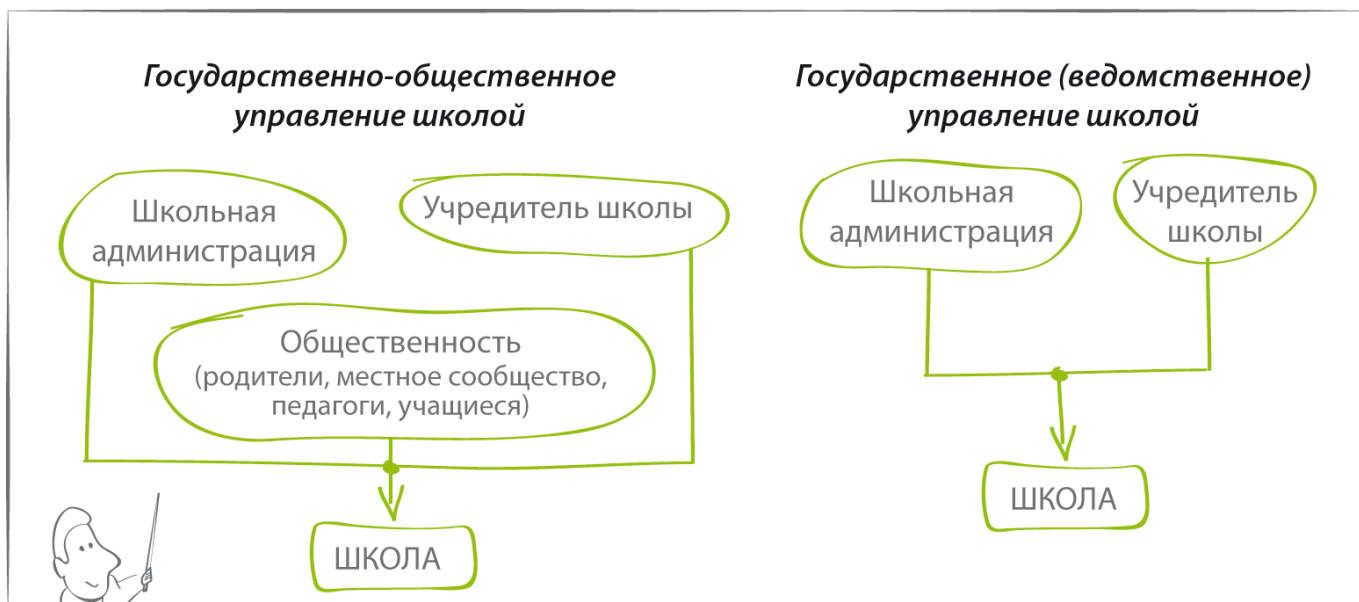 Государственно-общественное
управление школой
Школьная
администрация
Учредитель школы
Общественность
(родители, местное сообщество,
педагоги, учащиеся)
ШКОЛА
Государственное (ведомственное)
управление школой
Школьная
администрация
Учредитель
школы
ШКОЛА